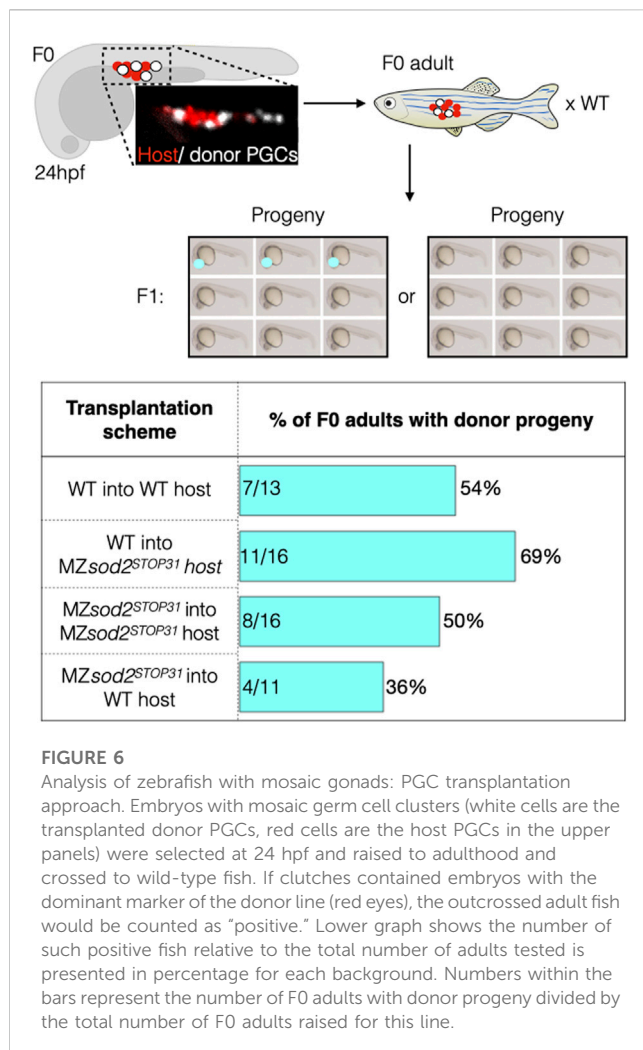 F0
24hpf
Host/ donor PGCs
F0 adult
x WT
Progeny
Progeny
F1:
or
Transplantation scheme
% of F0 adults with donor progeny
WT into WT host
7/13
54%
WT into
MZsod2STOP31 host
11/16
69%
MZsod2STOP31 into
MZsod2STOP31 host
8/16
50%
MZsod2STOP31 into
WT host
4/11
36%
FIGURE 6
Analysis of zebrafish with mosaic gonads: PGC transplantation
approach. Embryos with mosaic germ cell clusters (white cells are the
transplanted donor PGCs, red cells are the host PGCs in the upper
panels) were selected at 24 hpf and raised to adulthood and
crossed to wild-type fish. If clutches contained embryos with the
dominant marker of the donor line (red eyes), the outcrossed adult fish
would be counted as “positive.” Lower graph shows the number of
such positive fish relative to the total number of adults tested is
presented in percentage for each background. Numbers within the
bars represent the number of F0 adults with donor progeny divided by
the total number of F0 adults raised for this line.